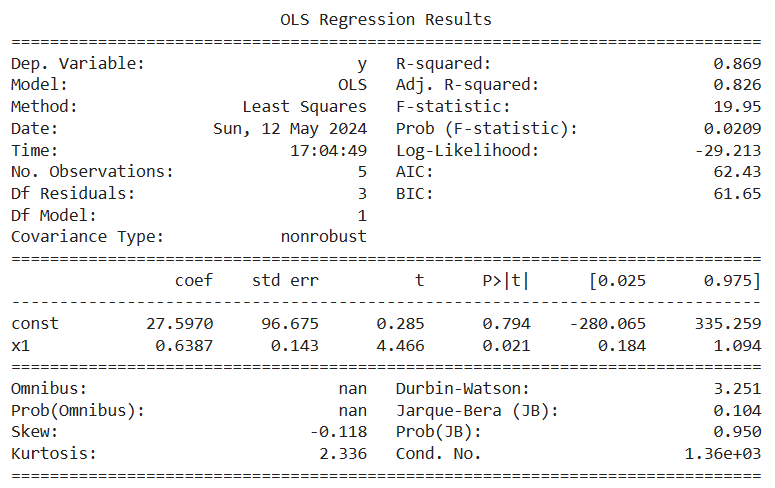 OLS Regression Results
==============================================================================
Dep. Variable:                      y   R-squared:                       0.869
Model:                            OLS   Adj. R-squared:                  0.826
Method:                 Least Squares   F-statistic:                     19.95
Date:                Sun, 12 May 2024   Prob (F-statistic):             0.0209
Time:                        17:04:49   Log-Likelihood:                -29.213
No. Observations:                   5   AIC:                             62.43
Df Residuals:                       3   BIC:                             61.65
Df Model:                           1
Covariance Type:            nonrobust
==============================================================================
                 coef    std err          t      P>|t|      [0.025      0.975]
------------------------------------------------------------------------------
const         27.5970     96.675      0.285      0.794    -280.065     335.259
x1             0.6387      0.143      4.466      0.021       0.184       1.094
==============================================================================
Omnibus:                          nan   Durbin-Watson:                   3.251
Prob(Omnibus):                    nan   Jarque-Bera (JB):                0.104
Skew:                          -0.118   Prob(JB):                        0.950
Kurtosis:                       2.336   Cond. No.                     1.36e+03
==============================================================================